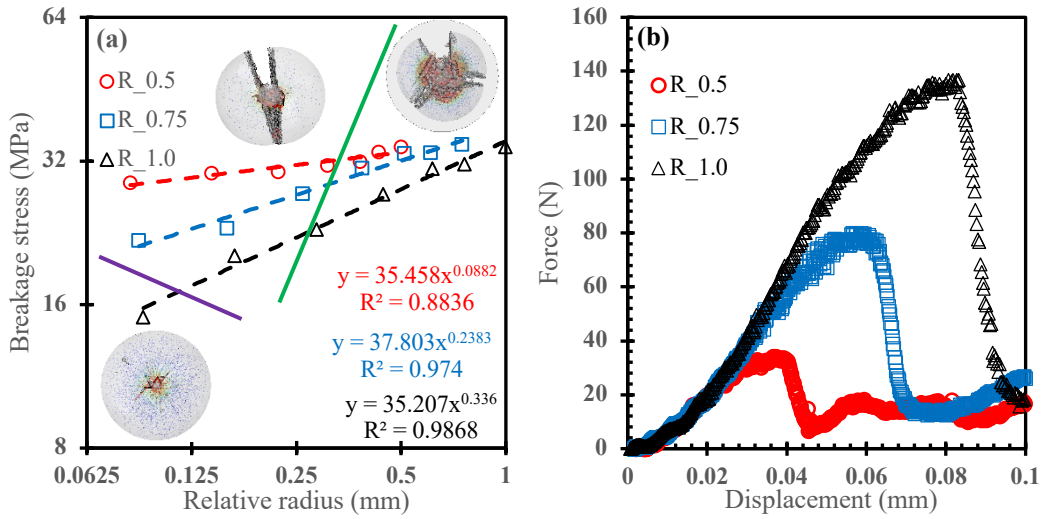 (a)
64
32
16
8
Breakage stress (MPa)
R_0.5
R_0.75
R_1.0
y = 35.458x^0.0882
R² = 0.8836
y = 37.803x^0.2383
R² = 0.974
y = 35.207x^0.336
R² = 0.9868
0.0625
0.125
0.25
0.5
1
Relative radius (mm)
(b)
160
140
120
100
80
60
40
20
0
Force (N)
R_0.5
R_0.75
R_1.0
0
0.02
0.04
0.06
0.08
0.1
Displacement (mm)